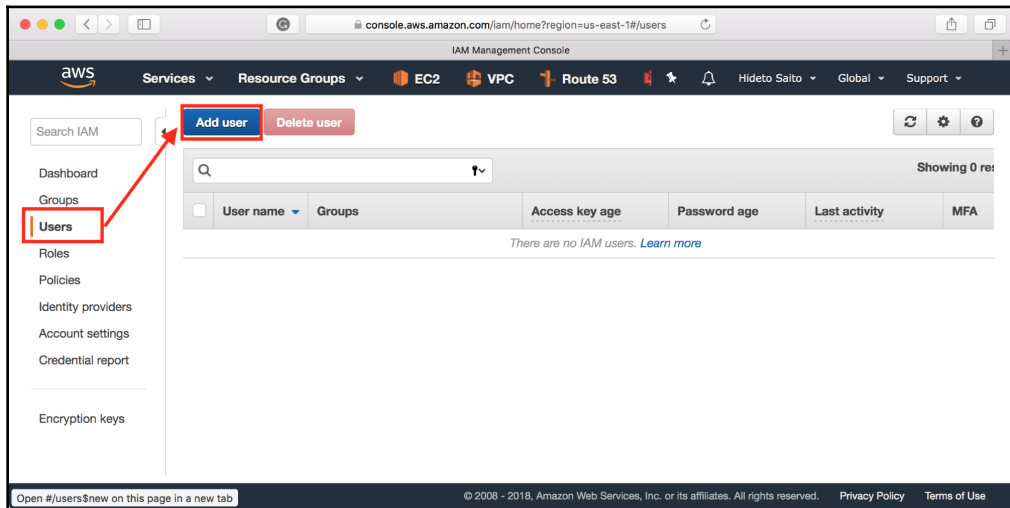 console.aws.amazon.com/iam/home?region=us-east-1#/users
IAM Management Console
aws Services Resource Groups EC2 VPC Route 53 Hideto Saito Global Support
Search IAM
Add user Delete user
Dashboard
Groups
Users
Roles
Policies
Identity providers
Account settings
Credential report
Encryption keys
Showing 0 res
User name Groups Access key age Password age Last activity MFA
There are no IAM users. Learn more
Open #/users$new on this page in a new tab
© 2008 - 2018, Amazon Web Services, Inc. or its affiliates. All rights reserved. Privacy Policy Terms of Use